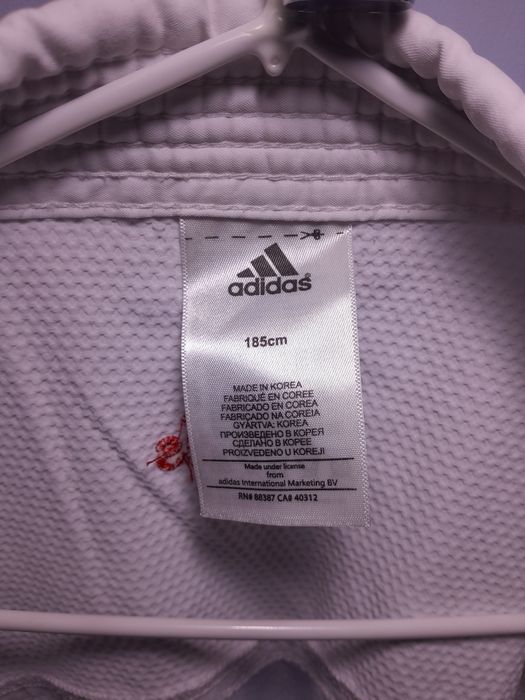 adidas®
185cm
MADE IN KOREA
FABRIQUÉ EN COREE
FABRICADO EN COREA
FABRICADO NA COREIA
GYÁRTVA: KOREA
ПРОИЗВЕДЕНО В КОРЕЯ
СДЕЛАНО В КОРЕЕ
PROIZVEDENO U KOREJI
Made under license
from
adidas International Marketing BV
RN# 88387 CA# 40312